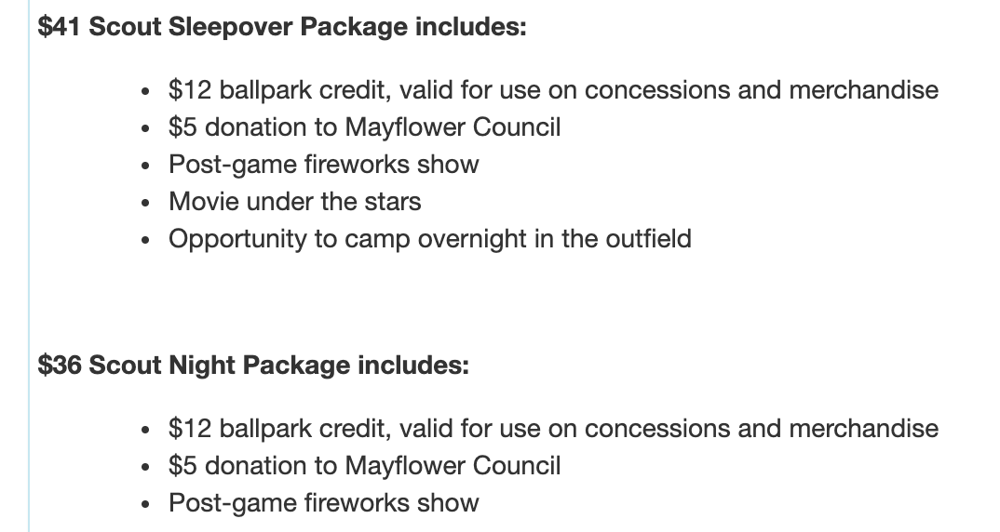 $41 Scout Sleepover Package includes:
• $12 ballpark credit, valid for use on concessions and merchandise
• $5 donation to Mayflower Council
• Post-game fireworks show
• Movie under the stars
• Opportunity to camp overnight in the outfield
$36 Scout Night Package includes:
• $12 ballpark credit, valid for use on concessions and merchandise
• $5 donation to Mayflower Council
• Post-game fireworks show